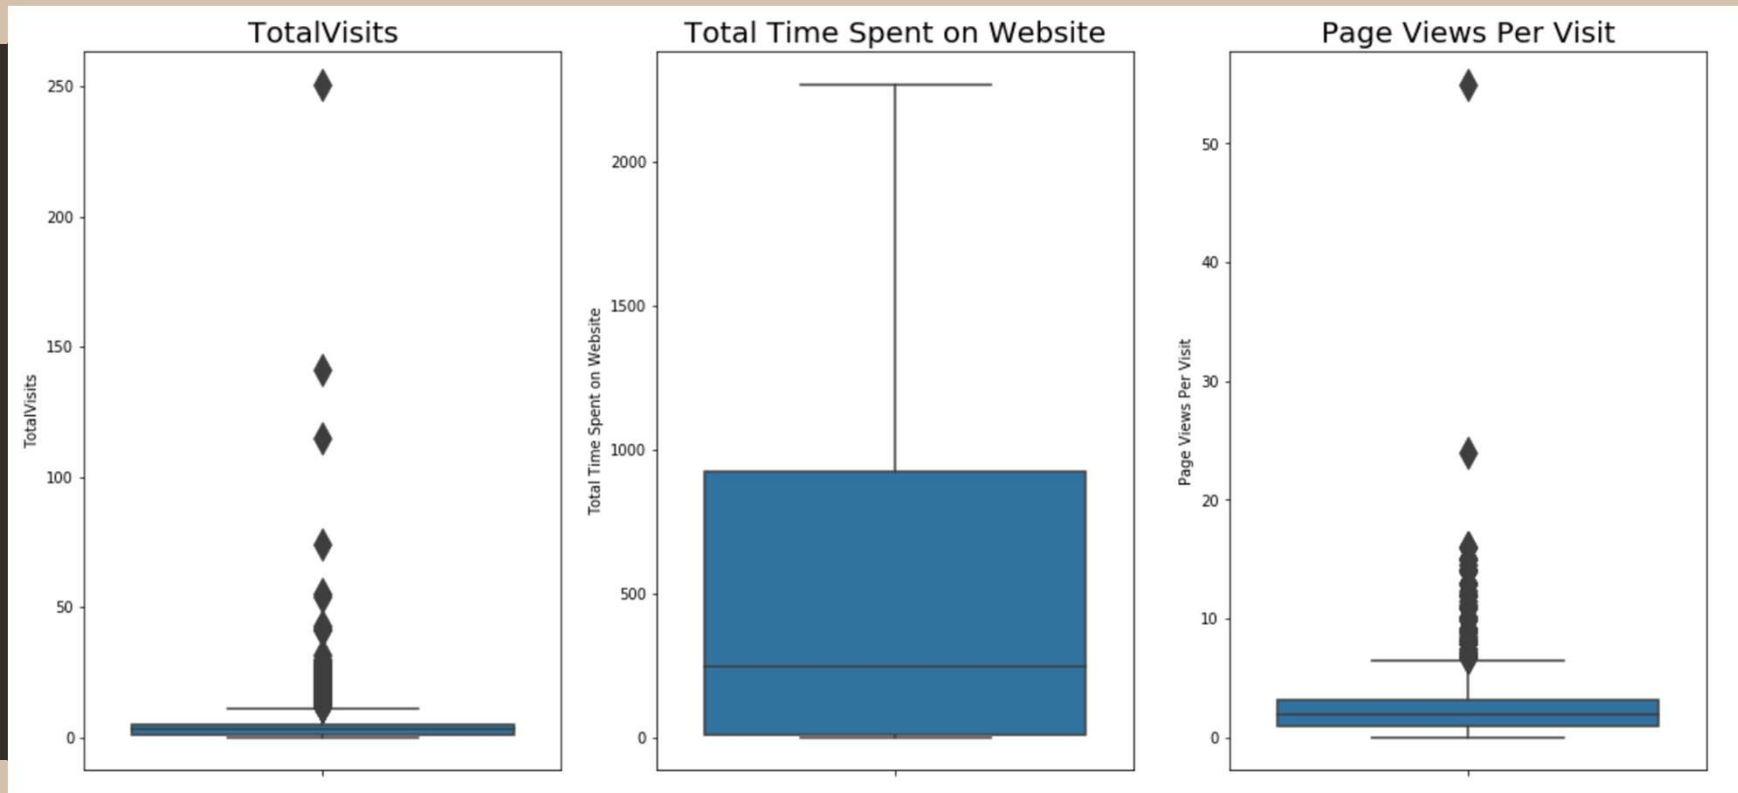 TotalVisits
250
200
150
100
50
0
TotalVisits
Total Time Spent on Website
2000
1500
1000
500
0
Total Time Spent on Website
Page Views Per Visit
50
40
30
20
10
0
Page Views Per Visit